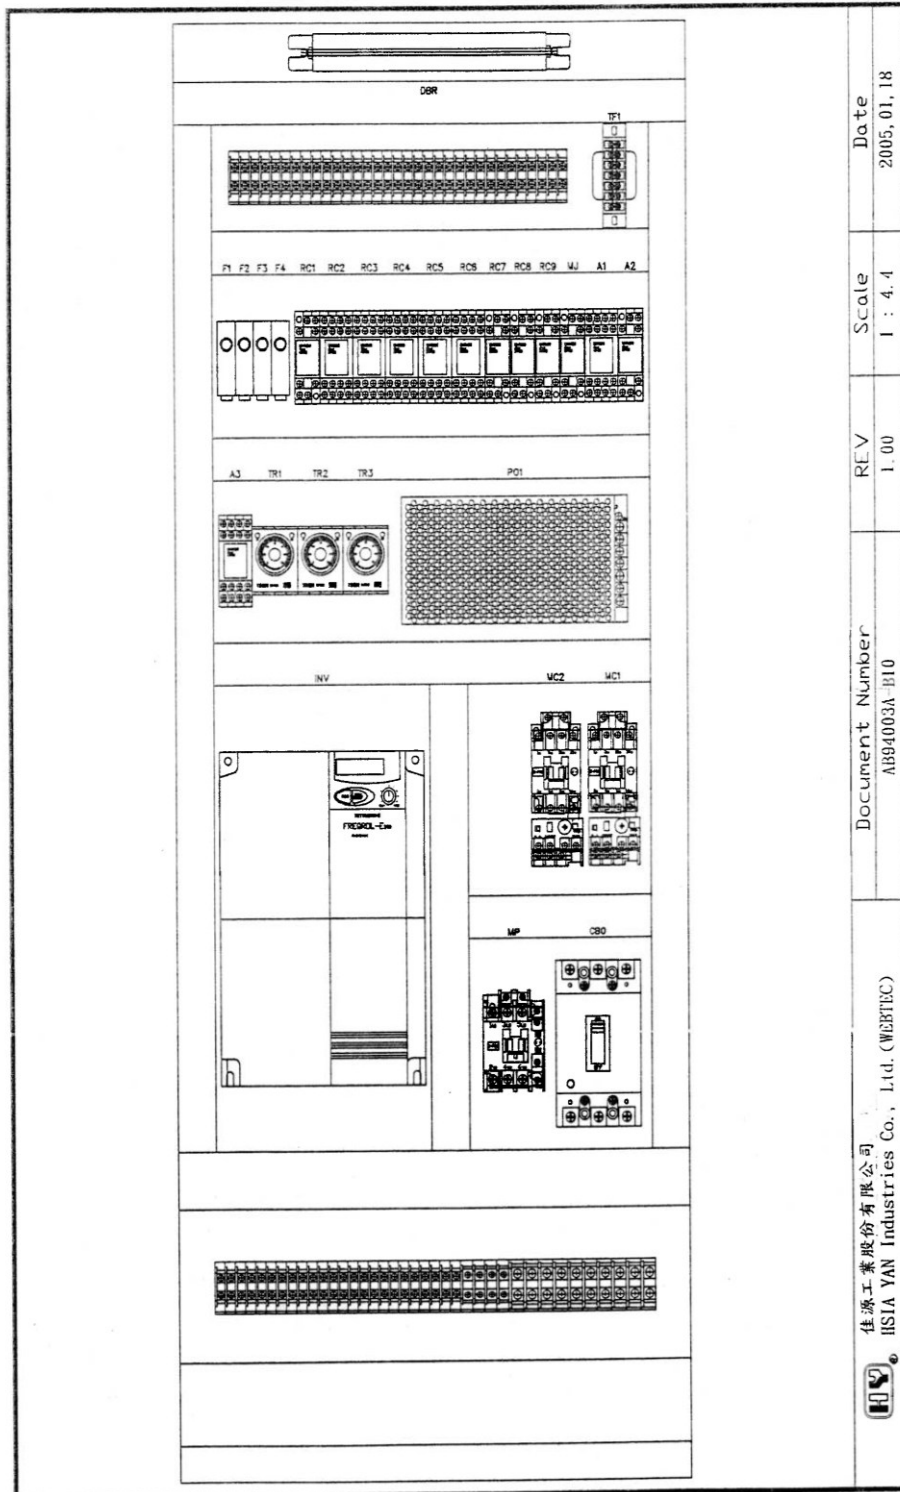 DBR
TF1
F1 F2 F3 F4 RC1 RC2 RC3 RC4 RC5 RC6 RC7 RC8 RC9 MJ A1 A2
A3 TR1 TR2 TR3 PO1
INV MC2 MC1
FREQROL-E500
MP CB0
Date
2005,01,18
Scale
1 : 4.4
REV
1.00
Document Number
AB94003A-B10
佳源工業股份有限公司
HSIA YAN Industries Co., Ltd. (WEBTEC)
HY